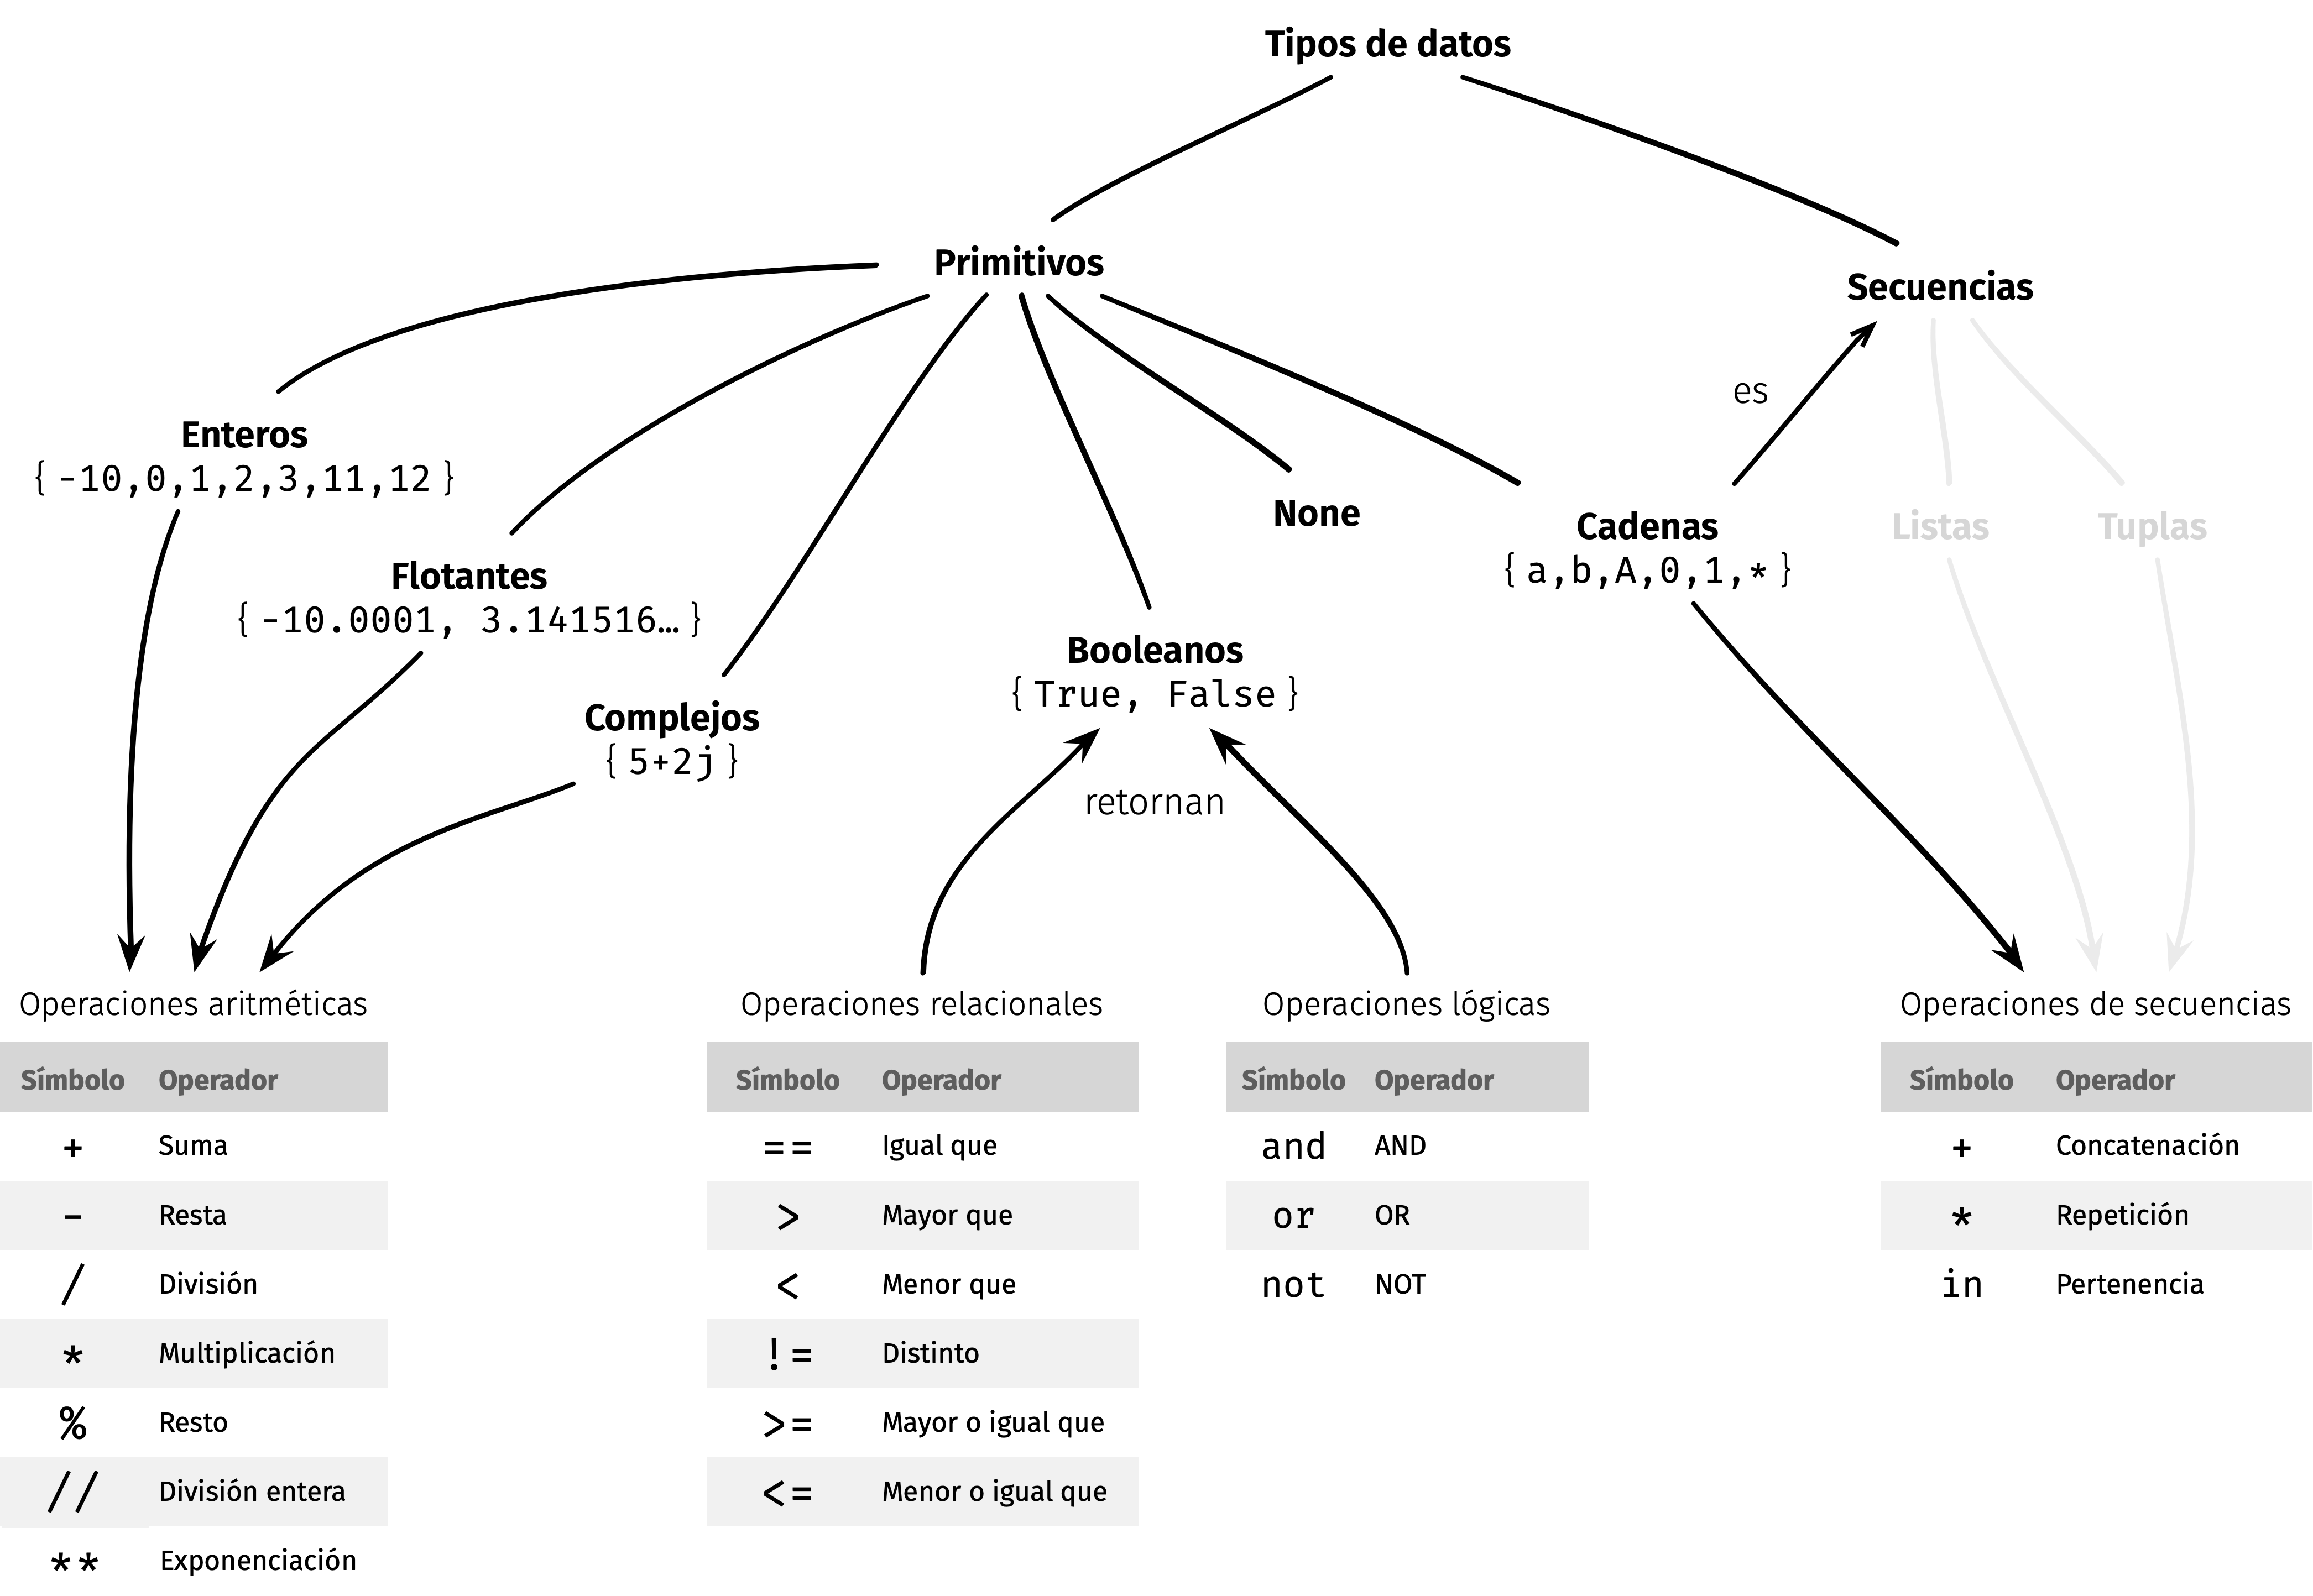 Tipos de datos
Primitivos
Secuencias
es
Enteros
{ -10,0,1,2,3,11,12 }
None
Cadenas
{ a,b,A,0,1,* }
Listas
Tuplas
Flotantes
{ -10.0001, 3.141516… }
Booleanos
{ True, False }
Complejos
{ 5+2j }
retornan
Operaciones aritméticas
Símbolo Operador
+ Suma
- Resta
/ División
* Multiplicación
% Resto
// División entera
** Exponenciación
Operaciones relacionales
Símbolo Operador
== Igual que
> Mayor que
< Menor que
!= Distinto
>= Mayor o igual que
<= Menor o igual que
Operaciones lógicas
Símbolo Operador
and AND
or OR
not NOT
Operaciones de secuencias
Símbolo Operador
+ Concatenación
* Repetición
in Pertenencia